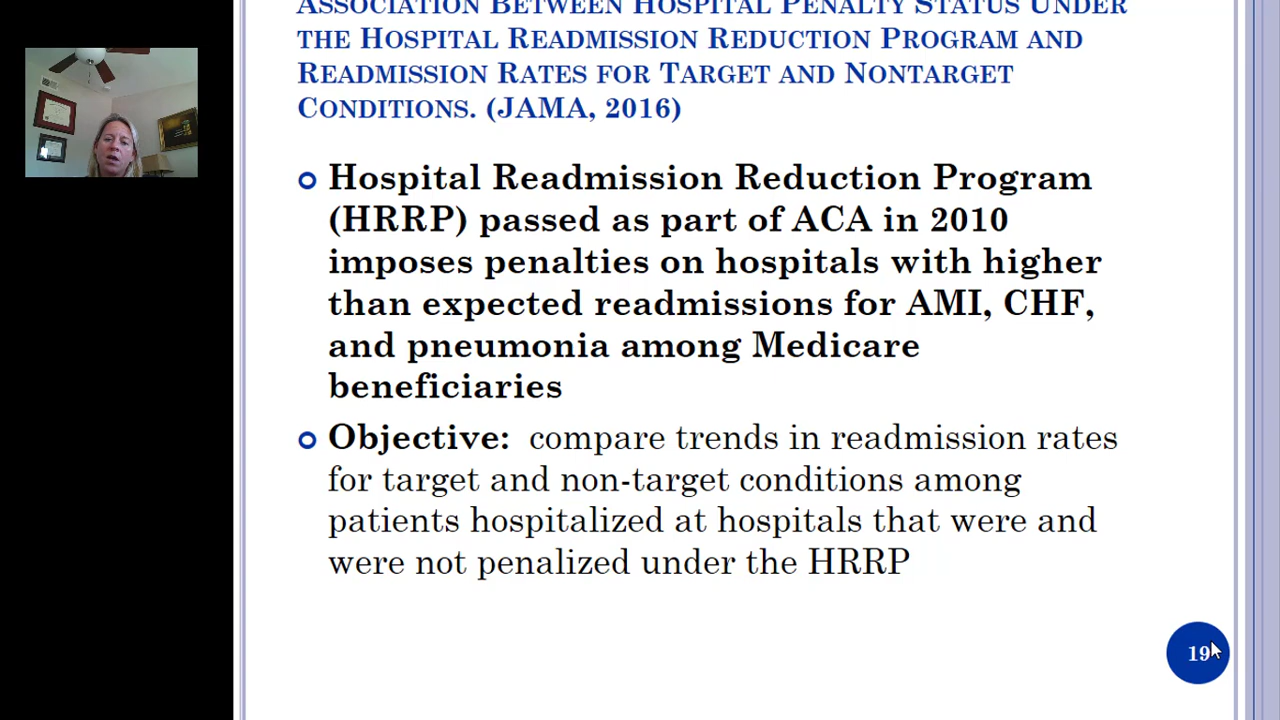 ASSOCIATION BETWEEN HOSPITAL PENALTY STATUS UNDER
THE HOSPITAL READMISSION REDUCTION PROGRAM AND
READMISSION RATES FOR TARGET AND NONTARGET
CONDITIONS. (JAMA, 2016)
Hospital Readmission Reduction Program
(HRRP) passed as part of ACA in 2010
imposes penalties on hospitals with higher
than expected readmissions for AMI, CHF,
and pneumonia among Medicare
beneficiaries
Objective: compare trends in readmission rates
for target and non-target conditions among
patients hospitalized at hospitals that were and
were not penalized under the HRRP
19